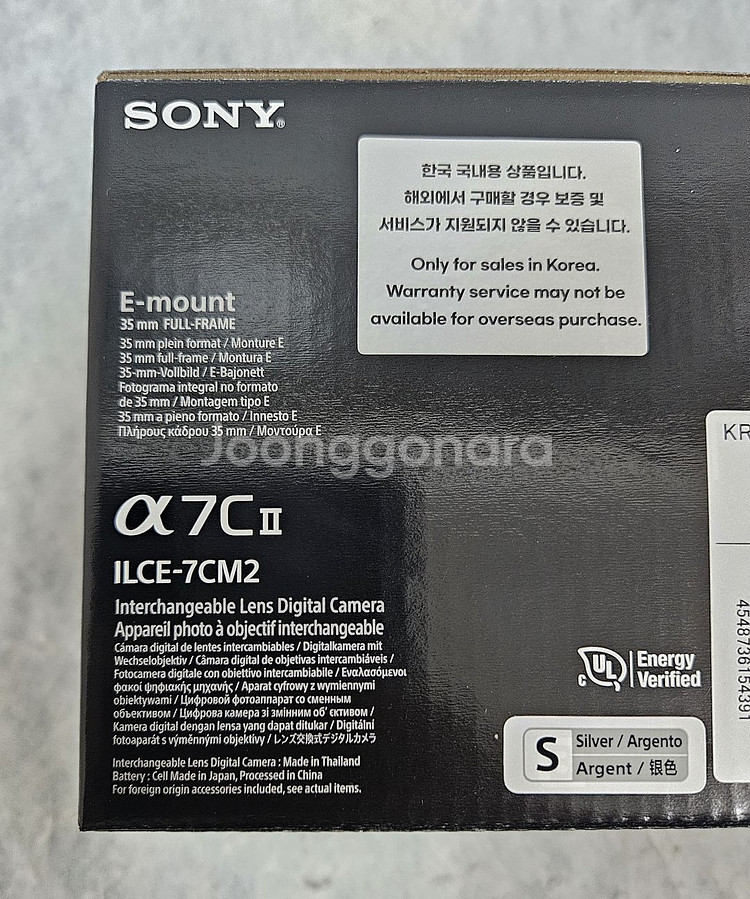 SONY®
한국 국내용 상품입니다.
해외에서 구매할 경우 보증 및
서비스가 지원되지 않을 수 있습니다.
Only for sales in Korea.
Warranty service may not be
available for overseas purchase.
E-mount
35 mm FULL-FRAME
35 mm plein format / Monture E
35 mm full-frame / Montura E
35-mm-Vollbild / E-Bajonett
Fotograma integral no formato
de 35 mm / Montagem tipo E
35 mm a pieno formato / Innesto E
Πλήρους κάδρου 35 mm / Μοντούρα E
Joonggonara
KR
α7CII
ILCE-7CM2
Interchangeable Lens Digital Camera
Appareil photo à objectif interchangeable
Cámara digital de lentes intercambiables / Digitalkamera mit
Wechselobjektiv / Câmara digital de objetivas intercambiáveis /
Fotocamera digitale con obiettivo intercambiabile / Εναλασσόμενοι
φακοί ψηφιακής μηχανής / Aparat cyfrowy z wymiennymi
obiektywami / Цифровой фотоаппарат со сменным
объективом / Цифрова камера зі змінним об'єктивом /
Kamera digital dengan lensa yang dapat ditukar / Digitální
fotoaparát s výměnnými objektivy / レンズ交換式デジタルカメラ
Interchangeable Lens Digital Camera : Made in Thailand
Battery : Cell Made in Japan, Processed in China
For foreign origin accessories included, see actual items.
4548736154391
c UL Energy
Verified
S Silver / Argento
Argent / 银色